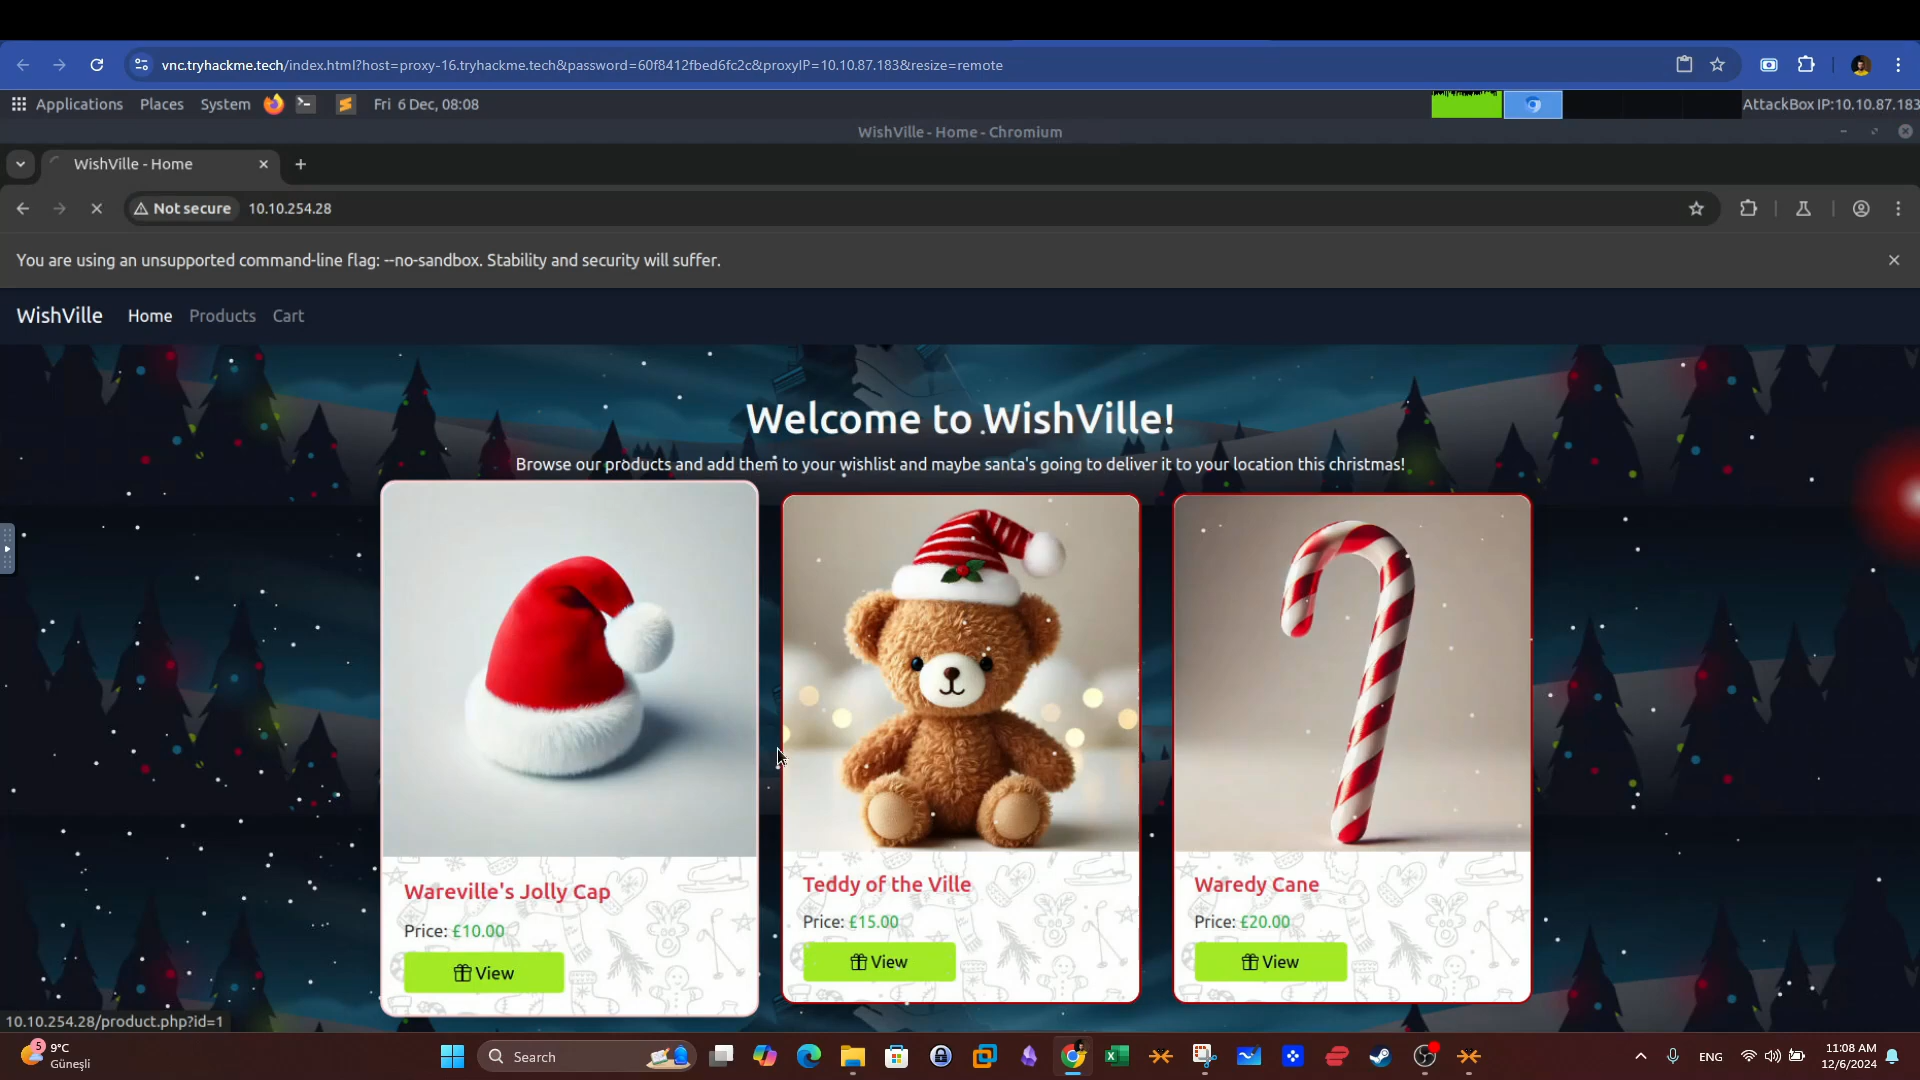 vnc.tryhackme.tech/index.html?host=proxy-16.tryhackme.tech&password=60f8412fbed6fc2c&proxyIP=10.10.87.183&resize=remote
Applications Places System Fri 6 Dec, 08:08 AttackBox IP:10.10.87.183
WishVille - Home - Chromium
WishVille - Home
Not secure 10.10.254.28
You are using an unsupported command-line flag: --no-sandbox. Stability and security will suffer.
WishVille Home Products Cart
Welcome to WishVille!
Browse our products and add them to your wishlist and maybe santa's going to deliver it to your location this christmas!
Wareville's Jolly Cap
Price: £10.00
View
Teddy of the Ville
Price: £15.00
View
Waredy Cane
Price: £20.00
View
10.10.254.28/product.php?id=1
5
9°C
Güneşli
Search
ENG
11:08 AM
12/6/2024